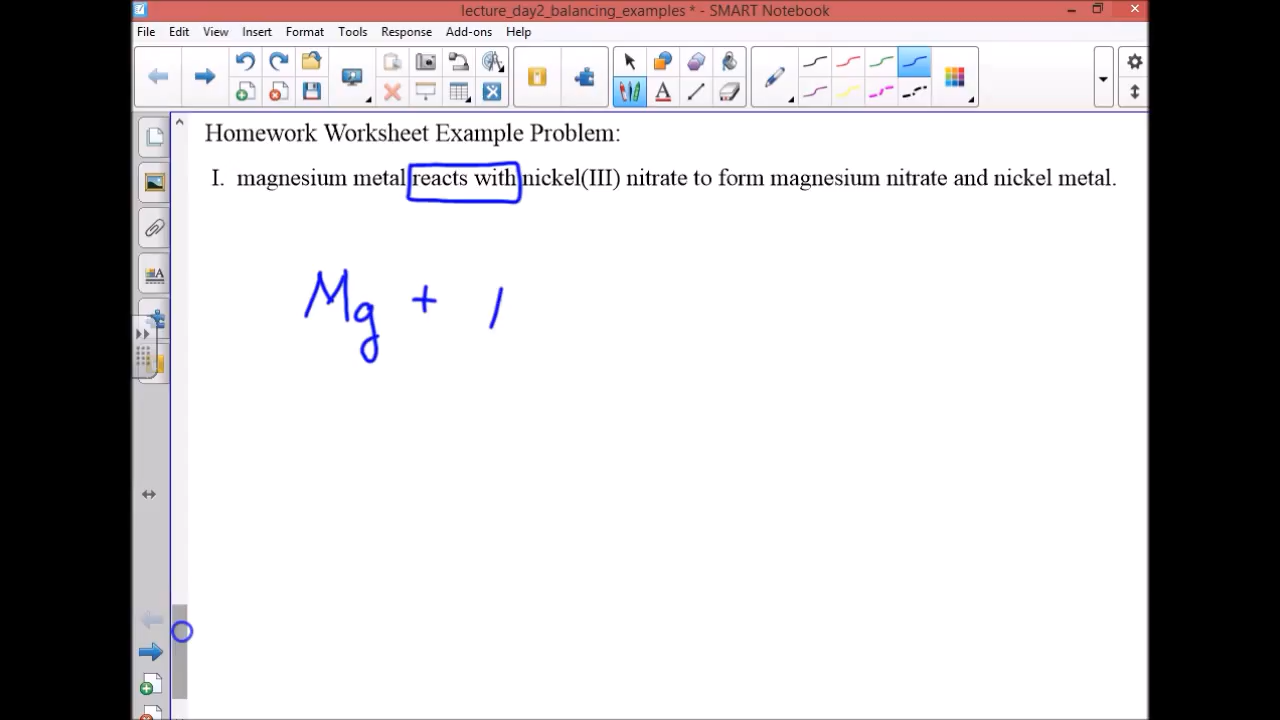 lecture_day2_balancing_examples * - SMART Notebook
File Edit View Insert Format Tools Response Add-ons Help
Homework Worksheet Example Problem:
I. magnesium metal reacts with nickel(III) nitrate to form magnesium nitrate and nickel metal.
Mg +